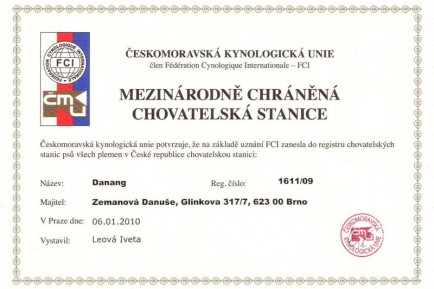 FCI
ČMKU
ČESKOMORAVSKÁ KYNOLOGICKÁ UNIE
člen Fédération Cynologique Internationale – FCI
MEZINÁRODNĚ CHRÁNĚNÁ
CHOVATELSKÁ STANICE
Českomoravská kynologická unie potvrzuje, že na základě uznání FCI zanesla do registru chovatelských
stanic psů všech plemen v České republice chovatelskou stanici:
Název: Danang Reg. číslo: 1611/09
Majitel: Zemanová Danuše, Glinkova 317/7, 623 00 Brno
V Praze dne: 06.01.2010
Vystavil: Leová Iveta
ČESKOMORAVSKÁ
KYNOLOGICKÁ UNIE